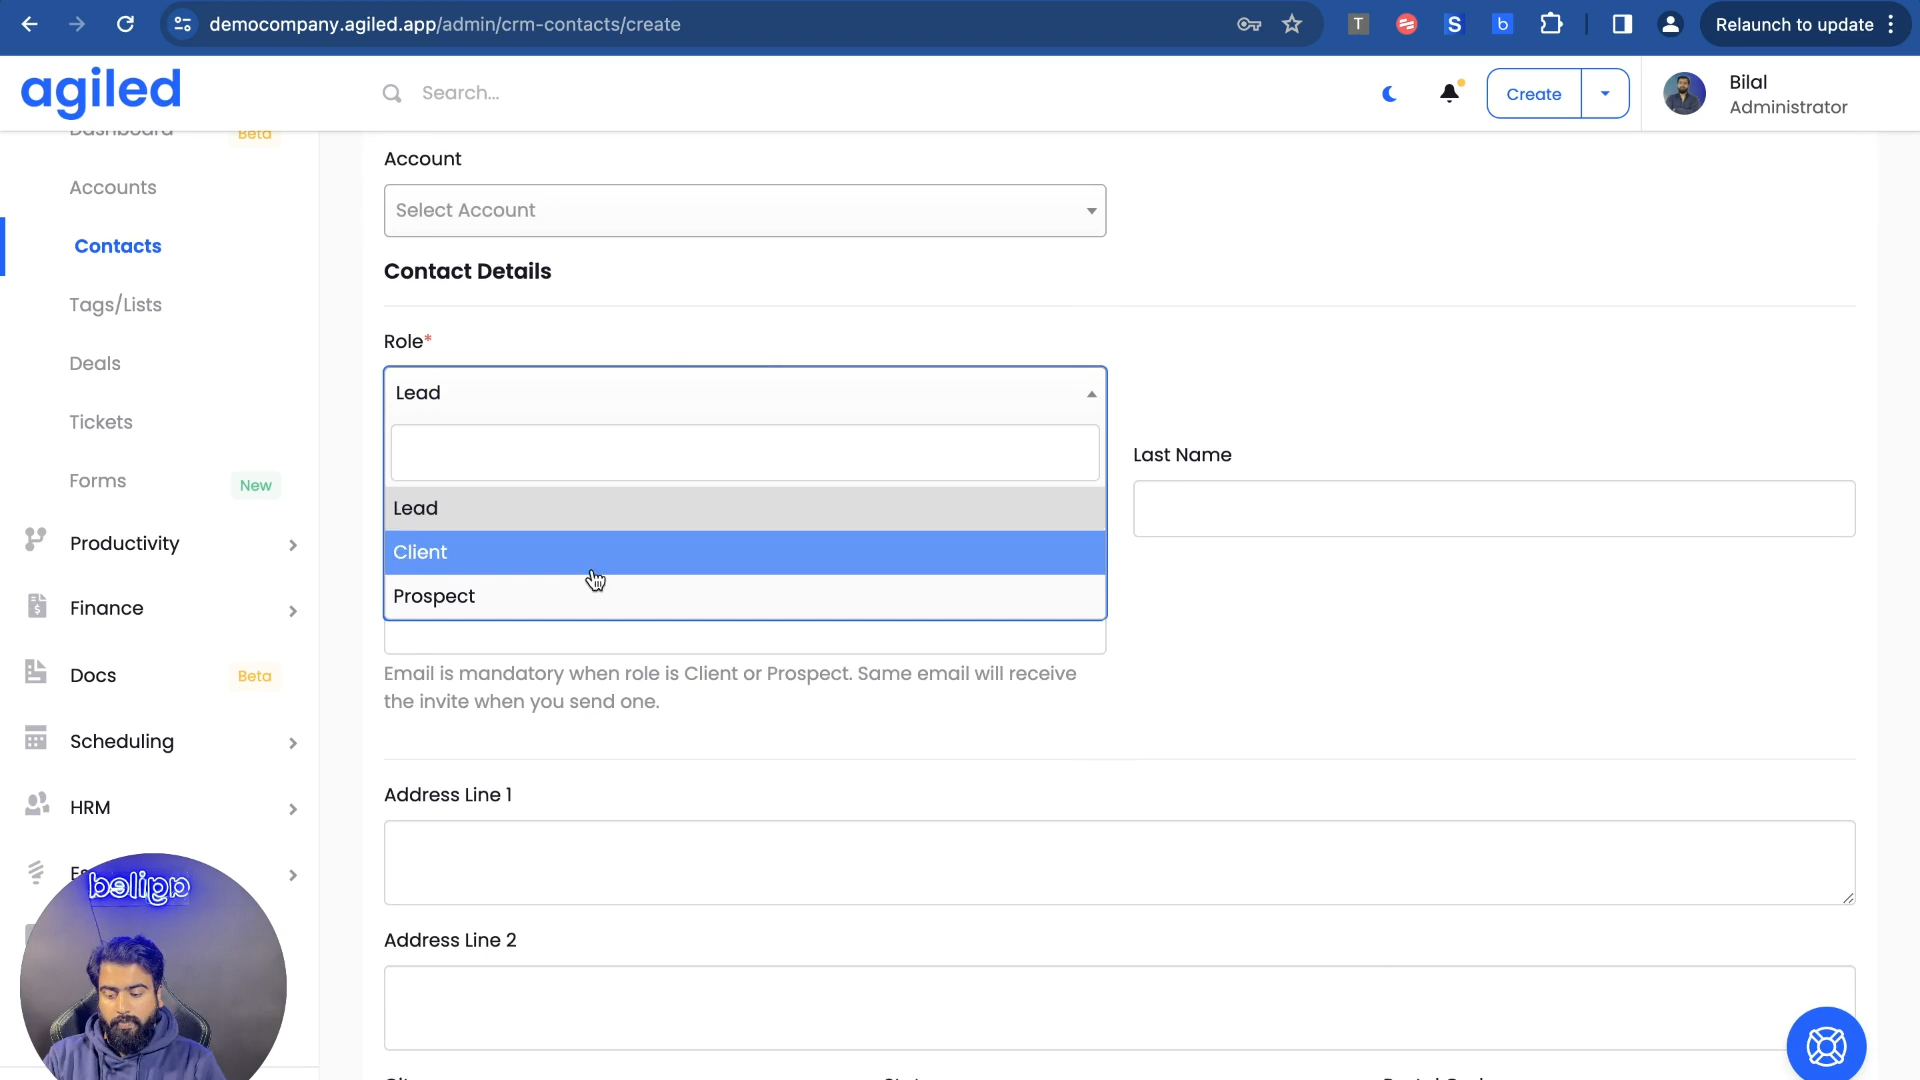 democompany.agiled.app/admin/crm-contacts/create
T
S
b
Relaunch to update
agiled
Search...
Create
Bilal
Administrator
Dashboard
Beta
Accounts
Contacts
Tags/Lists
Deals
Tickets
Forms
New
Productivity
Finance
Docs
Beta
Scheduling
HRM
Account
Select Account
Contact Details
Role*
Lead
Lead
Client
Prospect
Last Name
Email is mandatory when role is Client or Prospect. Same email will receive
the invite when you send one.
Address Line 1
Address Line 2
agiled